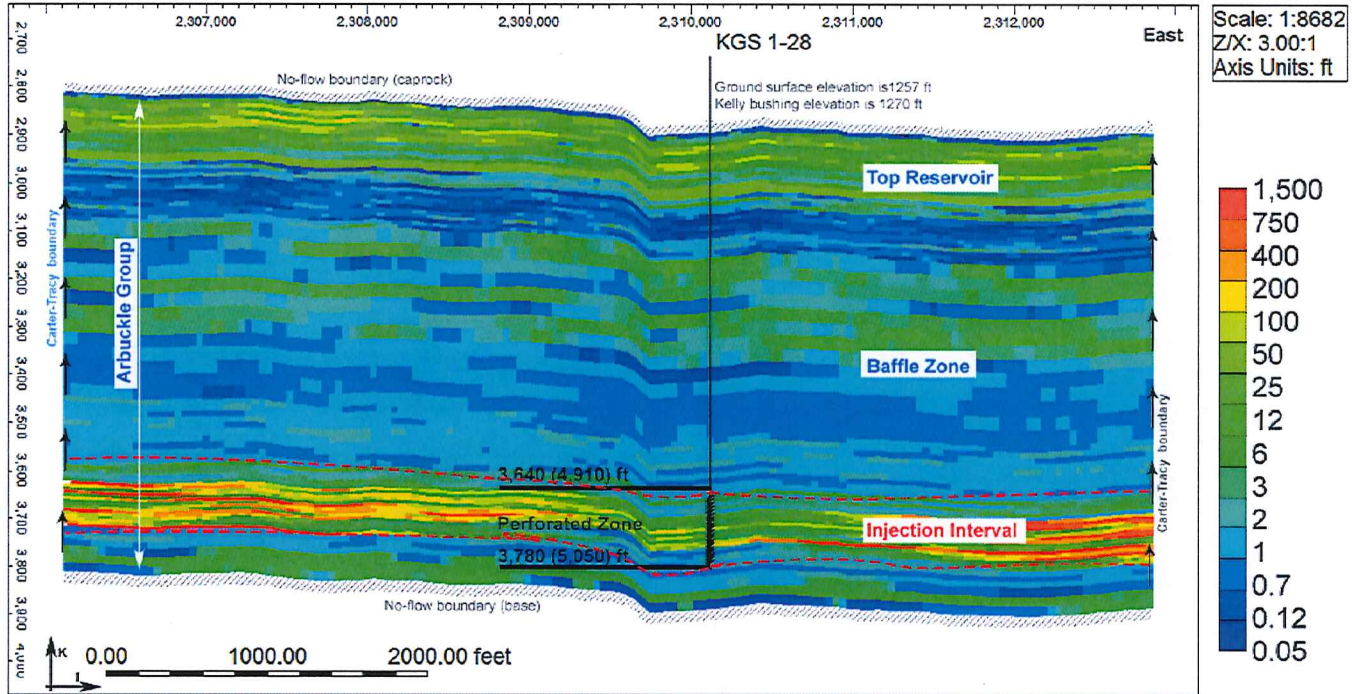 2,307,000 2,308,000 2,309,000 2,310,000 2,311,000 2,312,000
KGS 1-28
East
Scale: 1:8682
Z/X: 3.00:1
Axis Units: ft
No-flow boundary (caprock)
Ground surface elevation is1257 ft
Kelly bushing elevation is 1270 ft
2,700
2,800
2,900
3,000
3,100
3,200
3,300
3,400
3,500
3,600
3,700
3,800
3,900
4,000
Carter-Tracy boundary
Arbuckle Group
Top Reservoir
Baffle Zone
3,640 (4,910) ft
Perforated Zone
3,780 (5,050) ft
Injection Interval
Carter-Tracy boundary
No-flow boundary (base)
K
I
0.00 1000.00 2000.00 feet
1,500
750
400
200
100
50
25
12
6
3
2
1
0.7
0.12
0.05